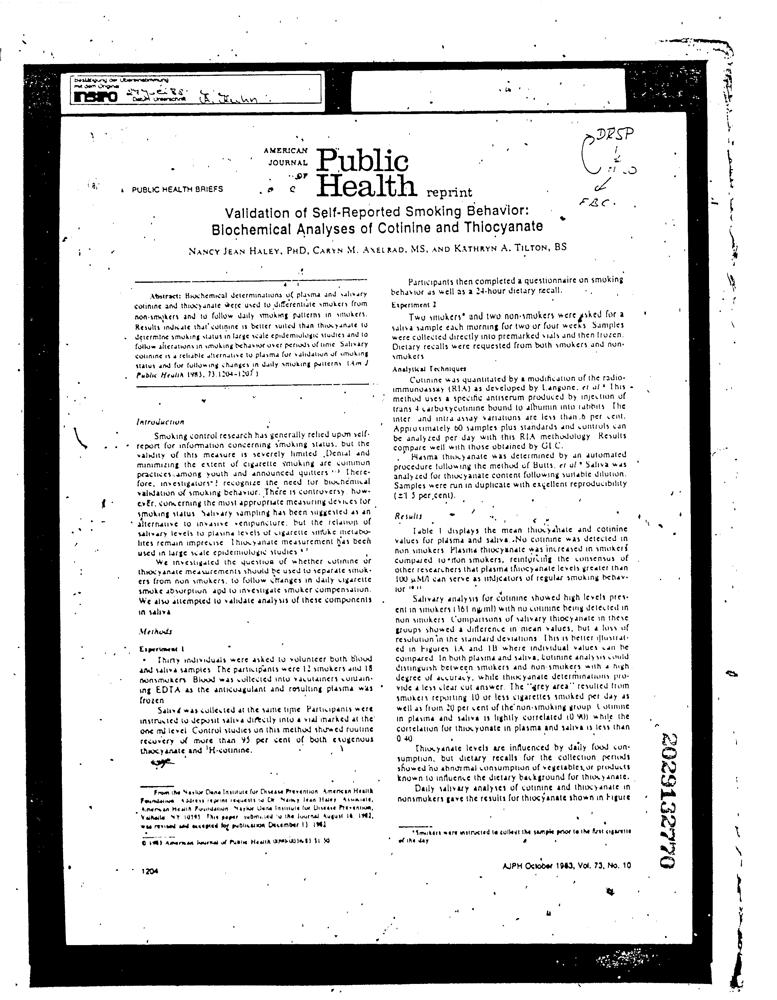 Bestätigung der Übereinstimmung
mit dem Original
INBIFO
Datum Unterschrift
DRSP
FBC.
AMERICAN
JOURNAL
OF
Public
Health reprint
PUBLIC HEALTH BRIEFS
Validation of Self-Reported Smoking Behavior:
Biochemical Analyses of Cotinine and Thiocyanate
NANCY JEAN HALEY, PHD, CARYN M. AXELRAD, MS, AND KATHRYN A. TILTON, BS
Abstract: Biochemical determinations of plasma and salivary
cotinine and thiocyanate were used to differentiate smokers from
non-smokers and to follow daily smoking patterns in smokers.
Results indicate that cotinine is better suited than thiocyanate to
determine smoking status in large scale epidemiologic studies and to
follow alterations in smoking behavior over periods of time. Salivary
cotinine is a reliable alternative to plasma for validation of smoking
status and for following changes in daily smoking patterns. (Am J
Public Health 1983; 73:1204-1207.)
Introduction
Smoking control research has generally relied upon self-
report for information concerning smoking status, but the
validity of this measure is severely limited. Denial and
minimizing the extent of cigarette smoking are common
practices among youth and announced quitters. There-
fore, investigators recognize the need for biochemical
validation of smoking behavior. There is controversy, how-
ever, concerning the most appropriate measuring devices for
smoking status. Salivary sampling has been suggested as an
alternative to invasive venipuncture, but the relation of
salivary levels to plasma levels of cigarette smoke metabo-
lites remain imprecise. Thiocyanate measurement has been
used in large scale epidemiologic studies.
We investigated the question of whether cotinine or
thiocyanate measurements should be used to separate smok-
ers from non smokers, to follow changes in daily cigarette
smoke absorption, and to investigate smoker compensation.
We also attempted to validate analysis of these components
in saliva.
Methods
Experiment 1
Thirty individuals were asked to volunteer both blood
and saliva samples. The participants were 12 smokers and 18
nonsmokers. Blood was collected into vacutainers contain-
ing EDTA as the anticoagulant and resulting plasma was
frozen.
Saliva was collected at the same time. Participants were
instructed to deposit saliva directly into a vial marked at the
one ml level. Control studies on this method showed routine
recovery of more than 95 per cent of both exogenous
thiocyanate and ³H-cotinine.
From the Naylor Dana Institute for Disease Prevention, American Health
Foundation. Address reprint requests to Dr. Nancy Jean Haley, Associate,
American Health Foundation, Naylor Dana Institute for Disease Prevention,
Valhalla, NY 10595. This paper, submitted to the Journal August 16, 1982,
was revised and accepted for publication December 13, 1982.
© 1983 American Journal of Public Health 0090-0036/83 $1.50
1204
Participants then completed a questionnaire on smoking
behavior as well as a 24-hour dietary recall.
Experiment 2
Two smokers* and two non-smokers were asked for a
saliva sample each morning for two or four weeks. Samples
were collected directly into premarked vials and then frozen.
Dietary recalls were requested from both smokers and non-
smokers.
Analytical Techniques
Cotinine was quantitated by a modification of the radio-
immunoassay (RIA) as developed by Langone, et al. This
method uses a specific antiserum produced by injection of
trans 4 carboxycotinine bound to albumin into rabbits. The
inter and intra assay variations are less than 6 per cent.
Approximately 60 samples plus standards and controls can
be analyzed per day with this RIA methodology. Results
compare well with those obtained by GLC.
Plasma thiocyanate was determined by an automated
procedure following the method of Butts, et al. Saliva was
analyzed for thiocyanate content following suitable dilution.
Samples were run in duplicate with excellent reproducibility
(±1.5 per cent).
Results
Table 1 displays the mean thiocyanate and cotinine
values for plasma and saliva. No cotinine was detected in
non smokers. Plasma thiocyanate was increased in smokers
compared to non smokers, reinforcing the consensus of
other researchers that plasma thiocyanate levels greater than
100 µM/l can serve as indicators of regular smoking behav-
ior.
Salivary analysis for cotinine showed high levels pres-
ent in smokers (361 ng/ml) with no cotinine being detected in
non smokers. Comparisons of salivary thiocyanate in these
groups showed a difference in mean values, but a loss of
resolution in the standard deviations. This is better illustrat-
ed in Figures 1A and 1B where individual values can be
compared. In both plasma and saliva, cotinine analysis could
distinguish between smokers and non smokers with a high
degree of accuracy, while thiocyanate determinations pro-
vide a less clear cut answer. The "grey area" resulted from
smokers reporting 10 or less cigarettes smoked per day as
well as from 20 per cent of the non-smoking group. Cotinine
in plasma and saliva is tightly correlated (0.90) while the
correlation for thiocyonate in plasma and saliva is less than
0.40.
Thiocyanate levels are influenced by daily food con-
sumption, but dietary recalls for the collection periods
showed no abnormal consumption of vegetables or products
known to influence the dietary background for thiocyanate.
Daily salivary analyses of cotinine and thiocyanate in
nonsmokers gave the results for thiocyanate shown in Figure
*Smokers were instructed to collect the sample prior to the first cigarette
of the day.
AJPH October 1983, Vol. 73, No. 10
2029132770